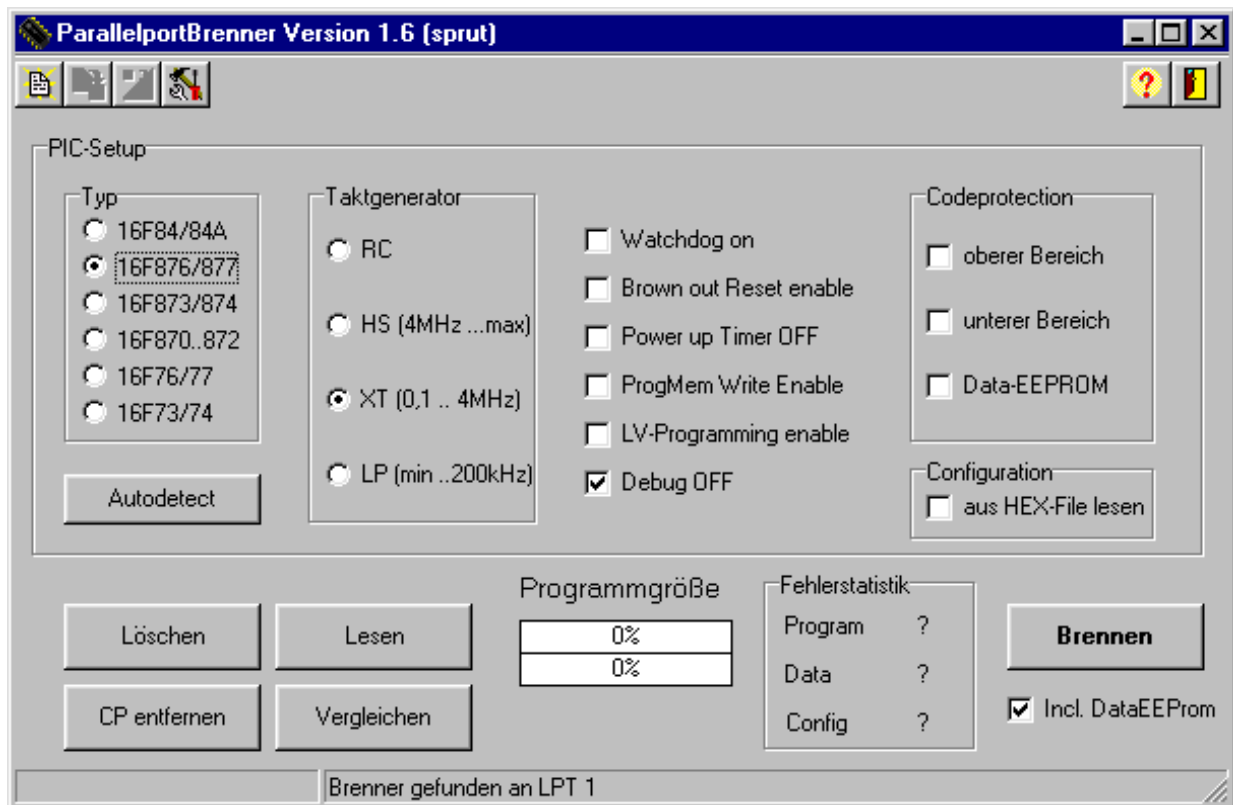 ParallelportBrenner Version 1.6 (sprut)
PIC-Setup
Typ
16F84/84A
16F876/877
16F873/874
16F870..872
16F76/77
16F73/74
Autodetect
Taktgenerator
RC
HS (4MHz ...max)
XT (0,1 .. 4MHz)
LP (min ..200kHz)
Watchdog on
Brown out Reset enable
Power up Timer OFF
ProgMem Write Enable
LV-Programming enable
Debug OFF
Codeprotection
oberer Bereich
unterer Bereich
Data-EEPROM
Configuration
aus HEX-File lesen
Löschen
Lesen
CP entfernen
Vergleichen
Programmgröße
0%
0%
Fehlerstatistik
Program ?
Data ?
Config ?
Brennen
Incl. DataEEProm
Brenner gefunden an LPT 1